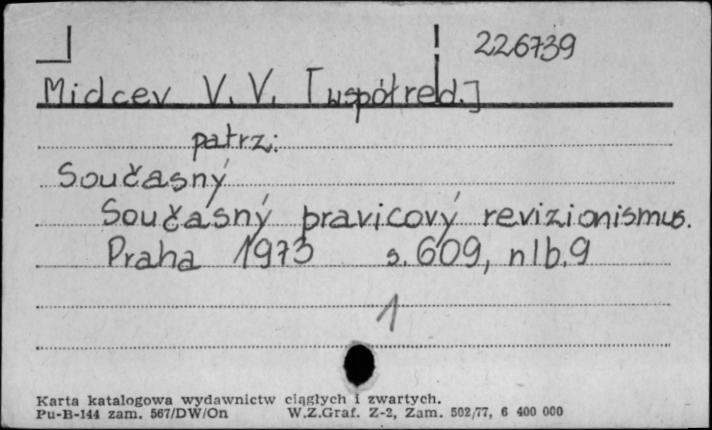 226739
Midcev V. V. [współred.]
patrz:
Současný
Současný pravicový revizionismus.
Praha 1973 s. 609, nlb. 9
1
Karta katalogowa wydawnictw ciągłych i zwartych.
Pu-B-144 zam. 567/DW/On W.Z.Graf. Z-2, Zam. 502/77, 6 400 000